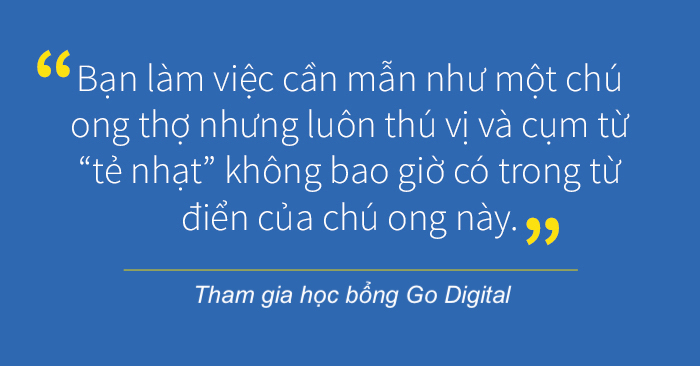 “Bạn làm việc cần mẫn như một chú
ong thợ nhưng luôn thú vị và cụm từ
“tẻ nhạt” không bao giờ có trong từ
điển của chú ong này.”
Tham gia học bổng Go Digital